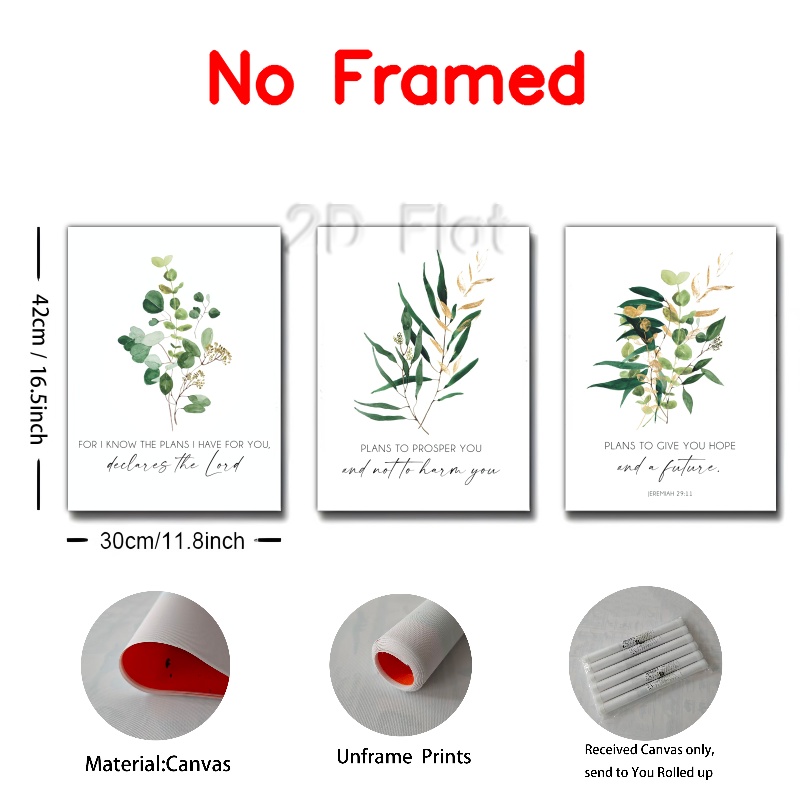 No Framed
2D Flat
42cm / 16.5inch
FOR I KNOW THE PLANS I HAVE FOR YOU,
declares the Lord
PLANS TO PROSPER YOU
and not to harm you
PLANS TO GIVE YOU HOPE
and a future.
JEREMIAH 29:11
30cm/11.8inch
Material:Canvas
Unframe Prints
Received Canvas only,
send to You Rolled up